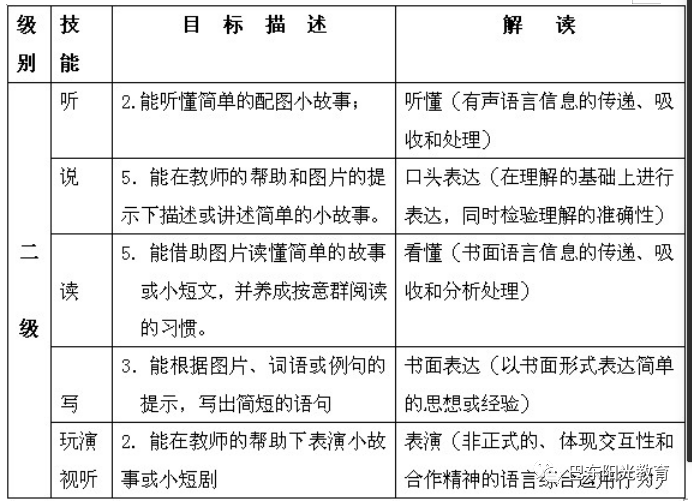 级别 技能 目 标 描 述 解 读
二级
听
2.能听懂简单的配图小故事;
听懂（有声语言信息的传递、吸
收和处理）
说
5. 能在教师的帮助和图片的提
示下描述或讲述简单的小故事。
口头表达（在理解的基础上进行
表达，同时检验理解的准确性）
读
5. 能借助图片读懂简单的故事
或小短文，并养成按意群阅读
的习惯。
看懂（书面语言信息的传递、吸
收和分析处理）
写
3. 能根据图片、词语或例句的
提示，写出简短的语句
书面表达（以书面形式表达简单
的思想或经验）
玩演
视听
2. 能在教师的帮助下表演小故
事或小短剧
表演（非正式的、体现交互性和
合作精神的语言综合运用行为）
巴东阳光教育